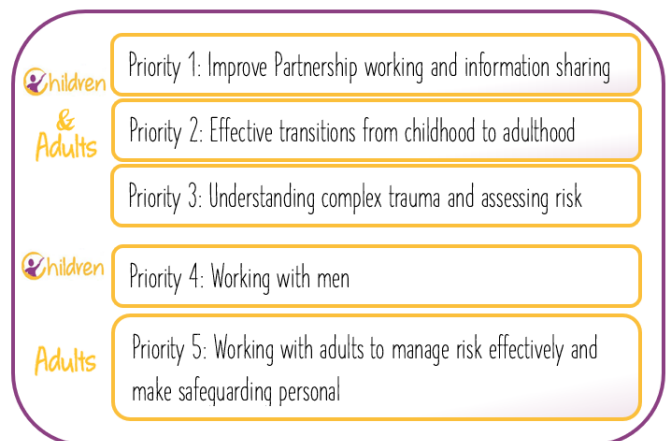 Children
&
Adults
Priority 1: Improve Partnership working and information sharing
Priority 2: Effective transitions from childhood to adulthood
Priority 3: Understanding complex trauma and assessing risk
Children
Priority 4: Working with men
Adults
Priority 5: Working with adults to manage risk effectively and
make safeguarding personal